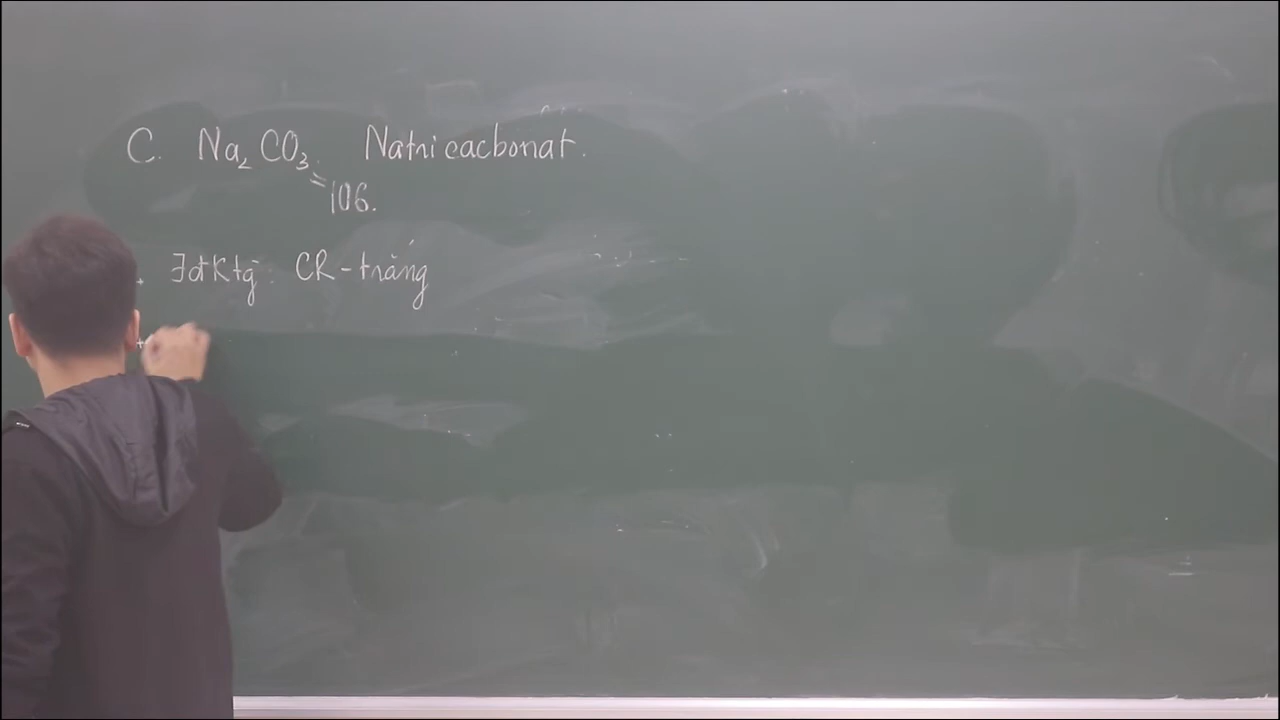 C. Na₂CO₃. Natri cacbonat.
= 106.
+ ∃ đKtg: CR - trắng
+